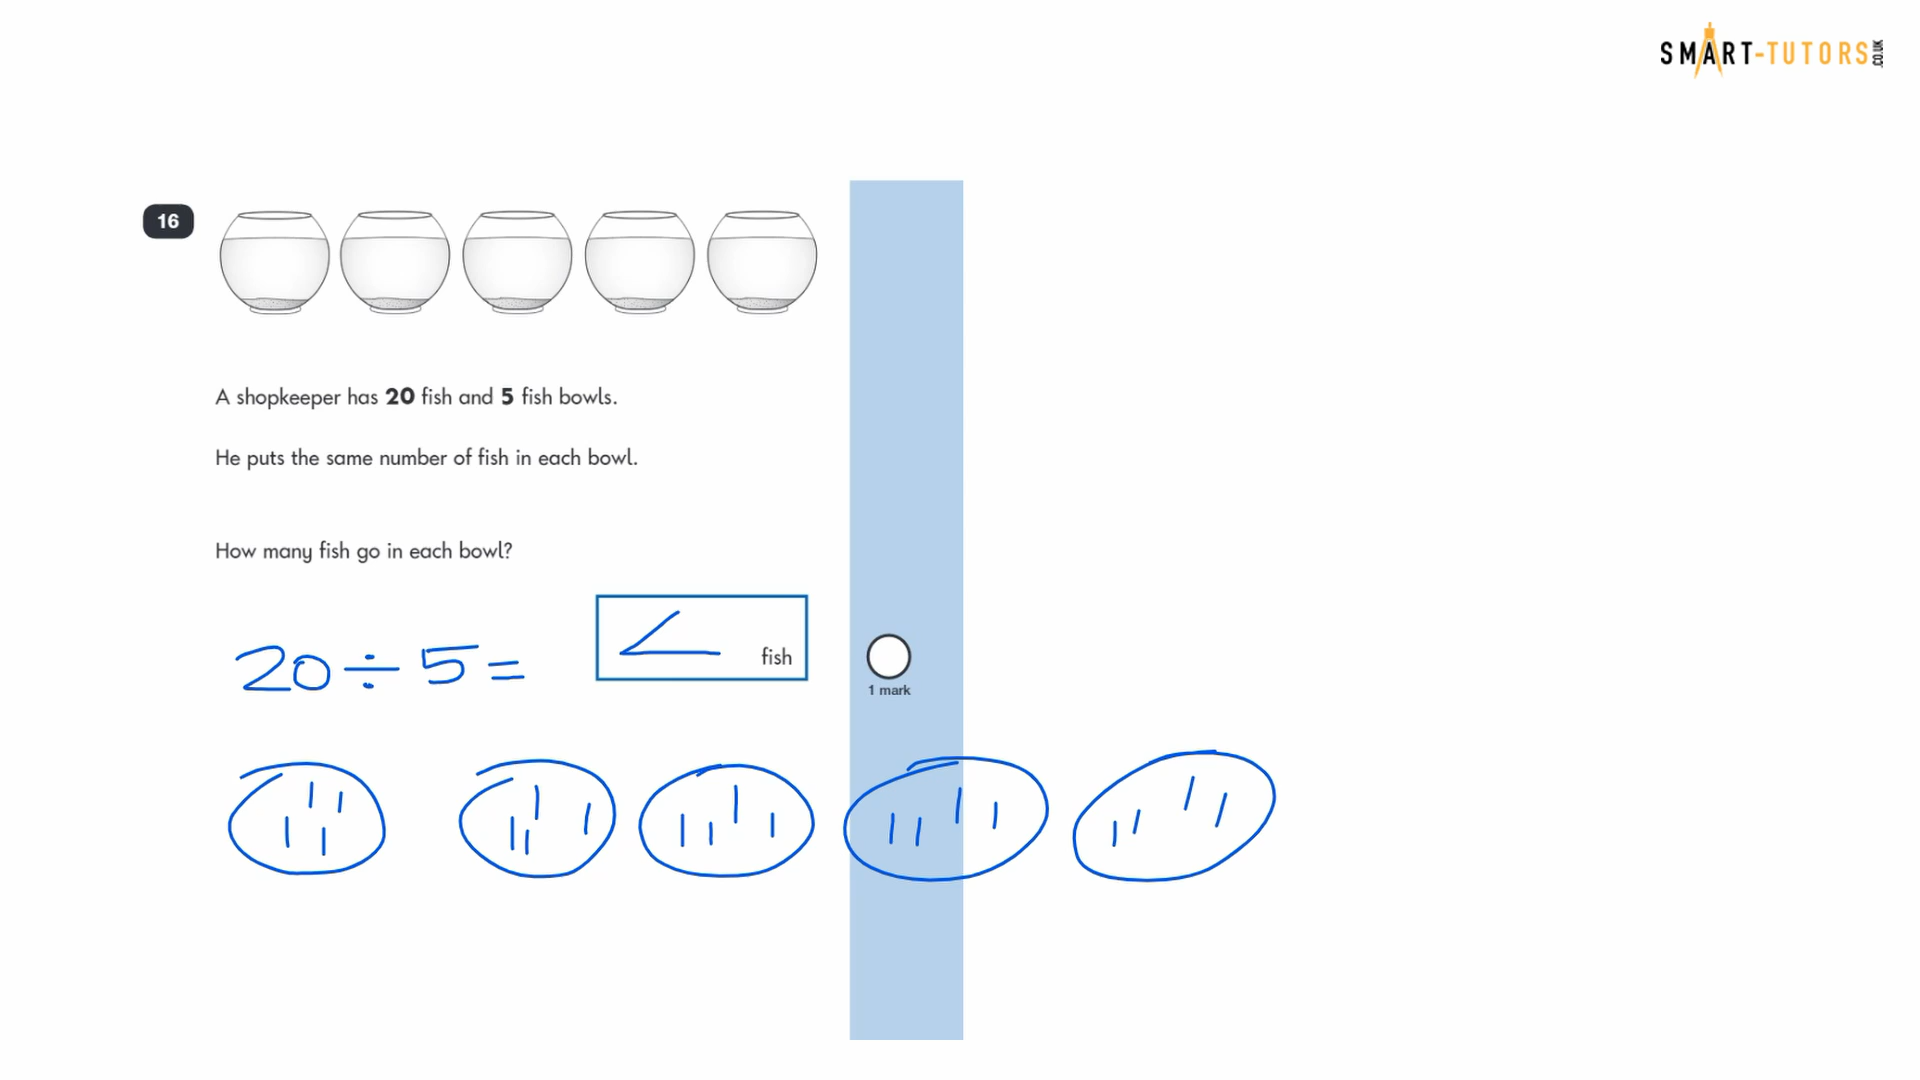 SMART-TUTORS.CO.UK
16
A shopkeeper has 20 fish and 5 fish bowls.
He puts the same number of fish in each bowl.
How many fish go in each bowl?
20 ÷ 5 =
fish
1 mark